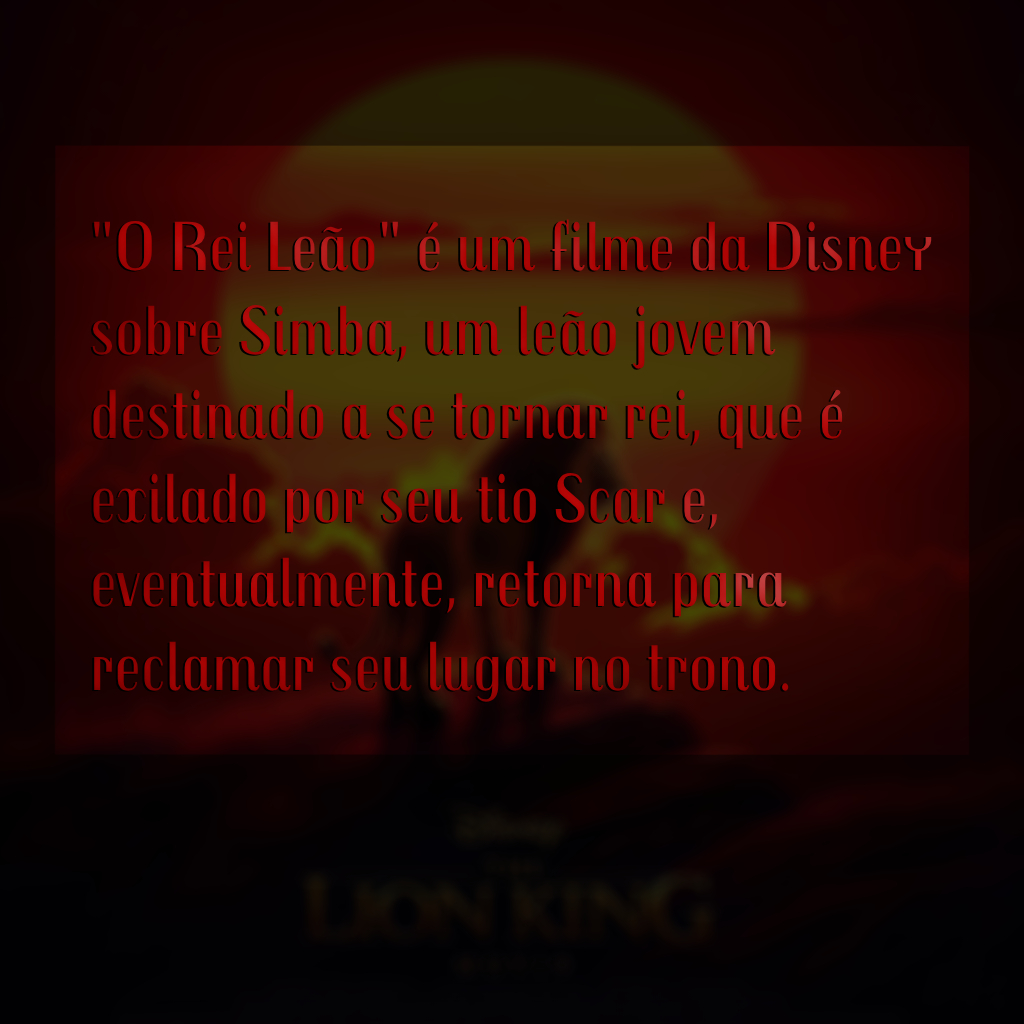 "O Rei Leão" é um filme da Disney
sobre Simba, um leão jovem
destinado a se tornar rei, que é
exilado por seu tio Scar e,
eventualmente, retorna para
reclamar seu lugar no trono.
Disney
THE
LION KING